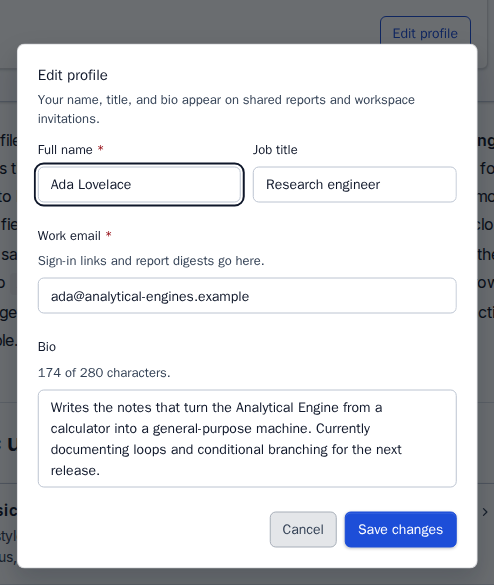 Edit profile
Edit profile
Your name, title, and bio appear on shared reports and workspace
invitations.
Full name *
Job title
Ada Lovelace
Research engineer
Work email *
Sign-in links and report digests go here.
ada@analytical-engines.example
Bio
174 of 280 characters.
Writes the notes that turn the Analytical Engine from a
calculator into a general-purpose machine. Currently
documenting loops and conditional branching for the next
release.
Cancel
Save changes